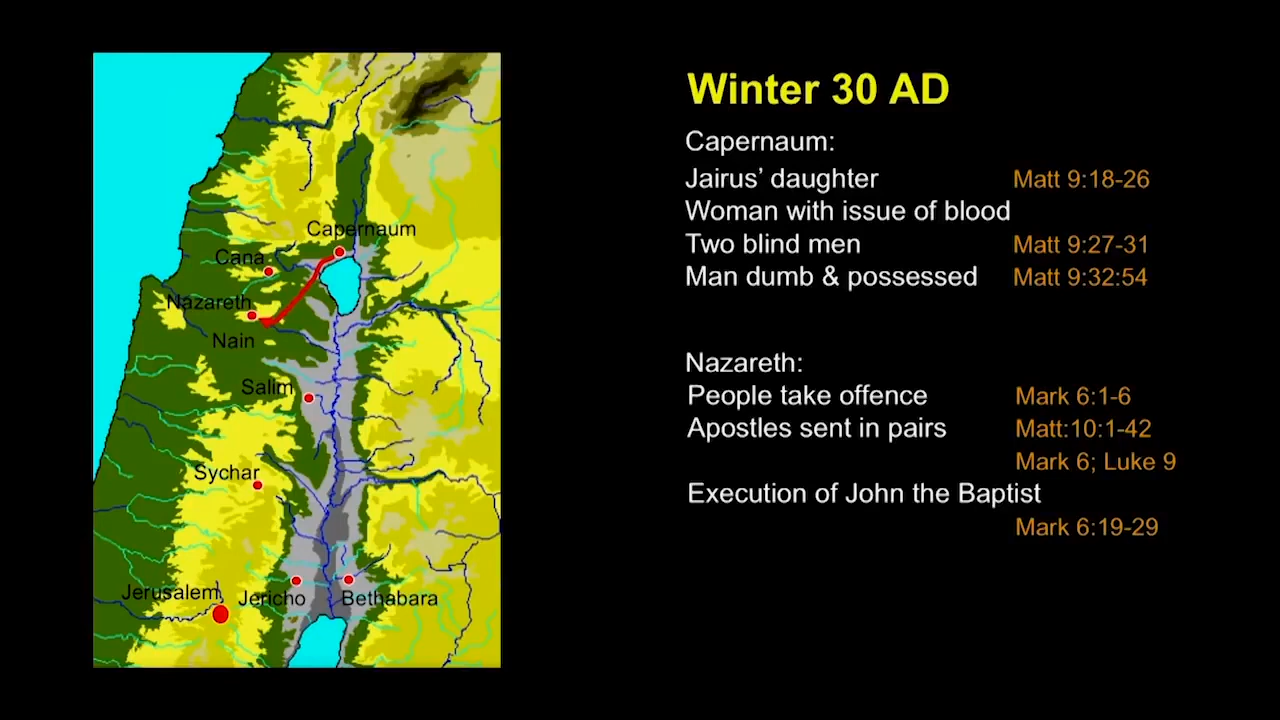 Winter 30 AD
Capernaum:
Jairus’ daughter Matt 9:18-26
Woman with issue of blood
Two blind men Matt 9:27-31
Man dumb & possessed Matt 9:32:54
Nazareth:
People take offence Mark 6:1-6
Apostles sent in pairs Matt:10:1-42
Mark 6; Luke 9
Execution of John the Baptist
Mark 6:19-29
Capernaum
Cana
Nazareth
Nain
Salim
Sychar
Jerusalem
Jericho
Bethabara